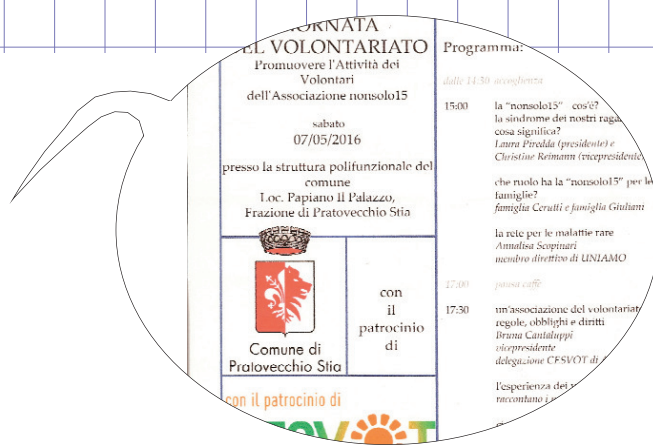 GIORNATA
DEL VOLONTARIATO
Promuovere l'Attività dei
Volontari
dell'Associazione nonsolo15
sabato
07/05/2016
presso la struttura polifunzionale del
comune
Loc. Papiano Il Palazzo,
Frazione di Pratovecchio Stia
Comune di
Pratovecchio Stia
con
il
patrocinio
di
con il patrocinio di
CESVOT
Programma:
dalle 14:30 accoglienza
15:00 la "nonsolo15" cos'è?
la sindrome dei nostri
cosa significa?
Laura Piredda (presidente) e
Christine Reimann (vicepresidente
che ruolo ha la "nonsolo15" per le
famiglie?
famiglia Cerutti e famiglia Giuliani
la rete per le malattie rare
Annalisa Scopinari
membro direttivo di UNIAMO
17:00 pausa caffè
17:30 un'associazione del volontariat
regole, obblighi e diritti
Bruna Cantaluppi
vicepresidente
delegazione CESVOT di
l'esperienza dei
raccontano i